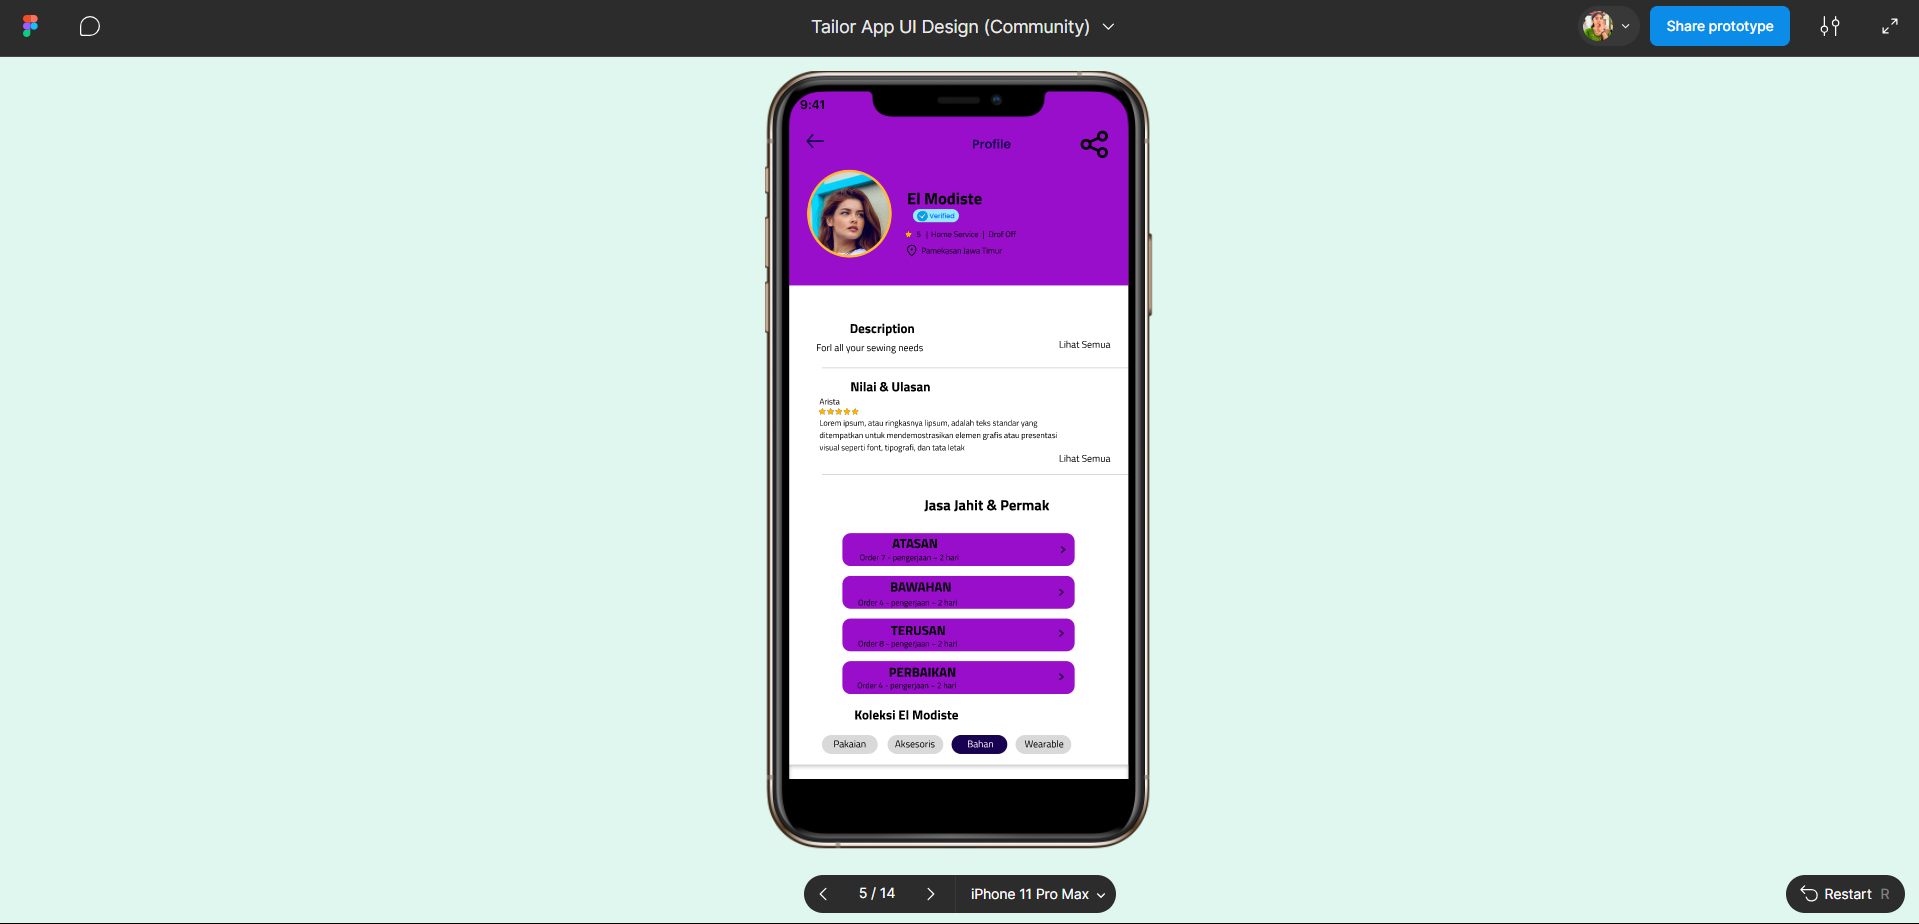 Tailor App UI Design (Community)
Share prototype
9:41
Profile
El Modiste
Verified
5 | Home Service | Drof Off
Pamekasan Jawa Timur
Description
Forl all your sewing needs
Lihat Semua
Nilai & Ulasan
Arista
Lorem ipsum, atau ringkasnya lipsum, adalah teks standar yang
ditempatkan untuk mendemostrasikan elemen grafis atau presentasi
visual seperti font, tipografi, dan tata letak
Lihat Semua
Jasa Jahit & Permak
ATASAN
Order 7 - pengerjaan – 2 hari
BAWAHAN
Order 4 - pengerjaan – 2 hari
TERUSAN
Order 8 - pengerjaan – 2 hari
PERBAIKAN
Order 4 - pengerjaan – 2 hari
Koleksi El Modiste
Pakaian Aksesoris Bahan Wearable
5 / 14 iPhone 11 Pro Max
Restart R